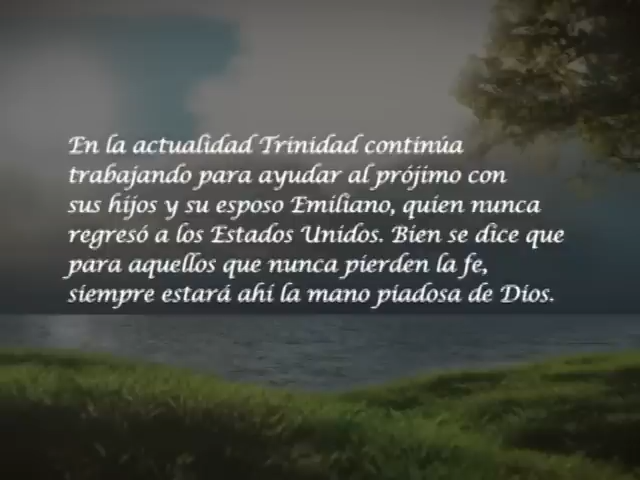 En la actualidad Trinidad continúa
trabajando para ayudar al prójimo con
sus hijos y su esposo Emiliano, quien nunca
regresó a los Estados Unidos. Bien se dice que
para aquellos que nunca pierden la fe,
siempre estará ahí la mano piadosa de Dios.